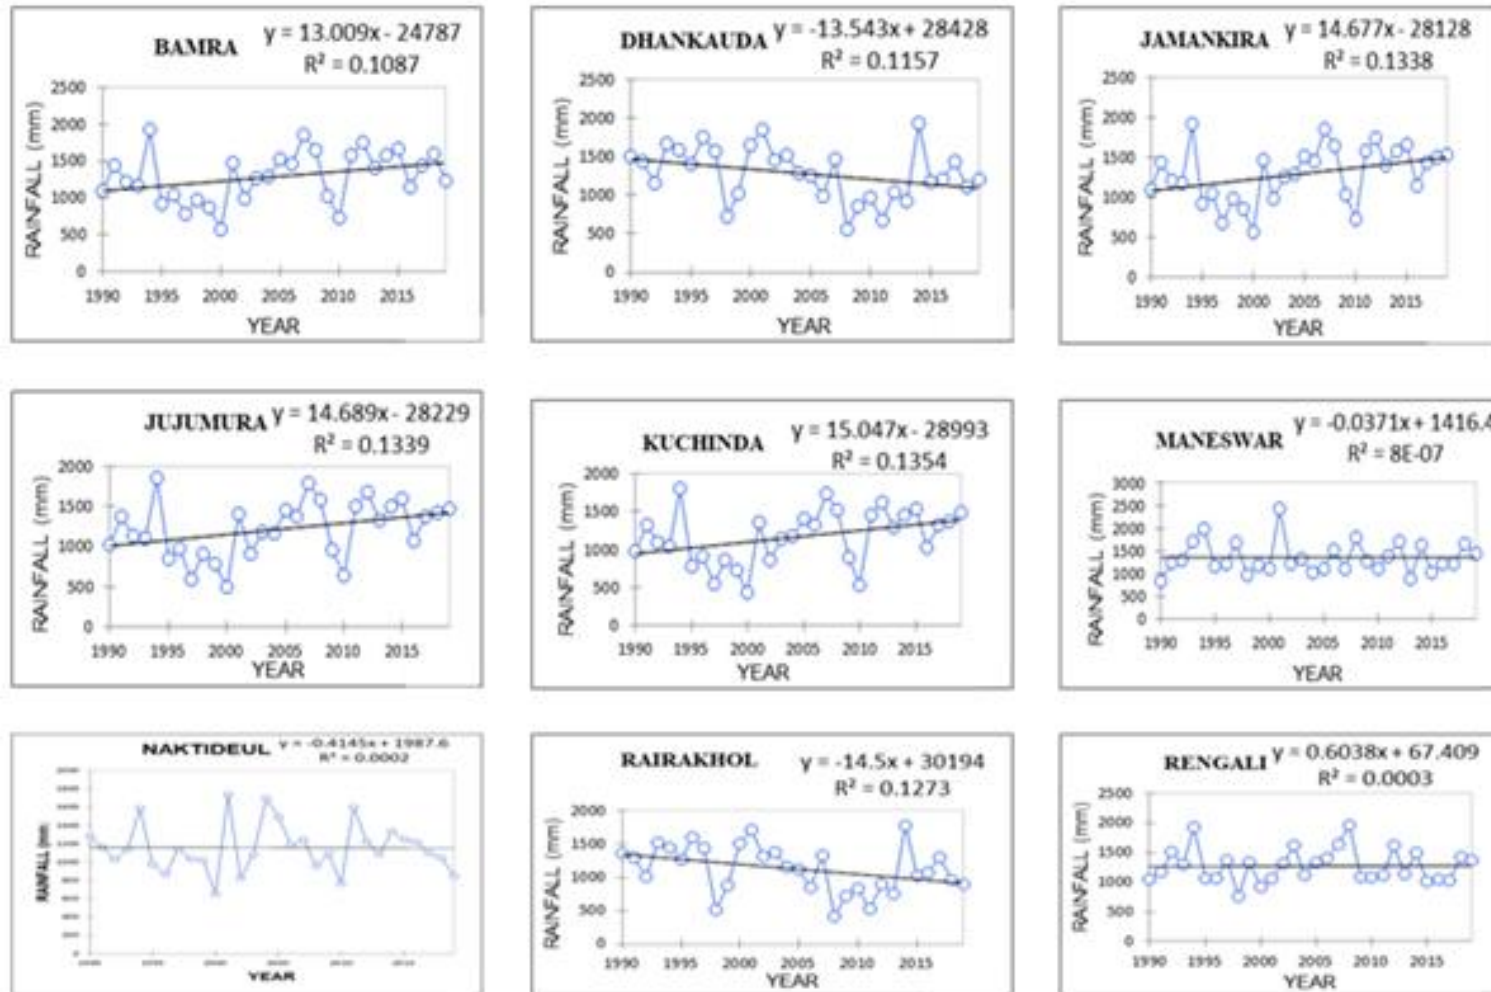 BAMRA
y = 13.009x - 24787
R² = 0.1087
RAINFALL (mm)
2500
2000
1500
1000
500
0
1990 1995 2000 2005 2010 2015
YEAR
DHANKAUDA
y = -13.543x + 28428
R² = 0.1157
RAINFALL (mm)
2500
2000
1500
1000
500
0
1990 1995 2000 2005 2010 2015
YEAR
JAMANKIRA
y = 14.677x - 28128
R² = 0.1338
RAINFALL (mm)
2500
2000
1500
1000
500
0
1990 1995 2000 2005 2010 2015
YEAR
JUJUMURA
y = 14.689x - 28229
R² = 0.1339
RAINFALL (mm)
2000
1500
1000
500
0
1990 1995 2000 2005 2010 2015
YEAR
KUCHINDA
y = 15.047x - 28993
R² = 0.1354
RAINFALL (mm)
2000
1500
1000
500
0
1990 1995 2000 2005 2010 2015
YEAR
MANESWAR
y = -0.0371x + 1416.4
R² = 8E-07
RAINFALL (mm)
3000
2500
2000
1500
1000
500
0
1990 1995 2000 2005 2010 2015
YEAR
NAKTIDEUL
y = -0.4145x + 1987.6
R² = 0.0002
RAINFALL mm
YEAR
RAIRAKHOL
y = -14.5x + 30194
R² = 0.1273
RAINFALL (mm)
2000
1500
1000
500
0
1990 1995 2000 2005 2010 2015
YEAR
RENGALI
y = 0.6038x + 67.409
R² = 0.0003
RAINFALL (mm)
2500
2000
1500
1000
500
0
1990 1995 2000 2005 2010 2015
YEAR